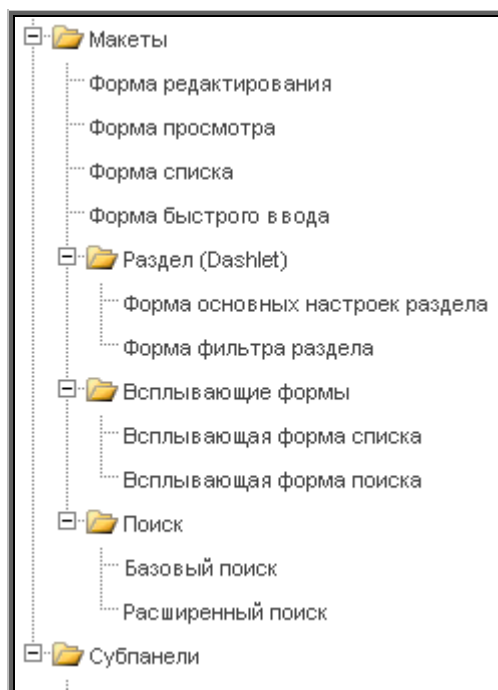 Макеты
Форма редактирования
Форма просмотра
Форма списка
Форма быстрого ввода
Раздел (Dashlet)
Форма основных настроек раздела
Форма фильтра раздела
Всплывающие формы
Всплывающая форма списка
Всплывающая форма поиска
Поиск
Базовый поиск
Расширенный поиск
Субпанели